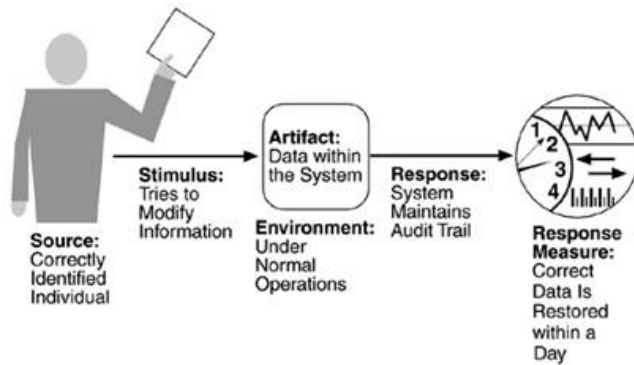 Source:
Correctly
Identified
Individual
Stimulus:
Tries to
Modify
Information
Artifact:
Data within
the System
Environment:
Under
Normal
Operations
Response:
System
Maintains
Audit Trail
1
2
3
4
Response
Measure:
Correct
Data Is
Restored
within a
Day